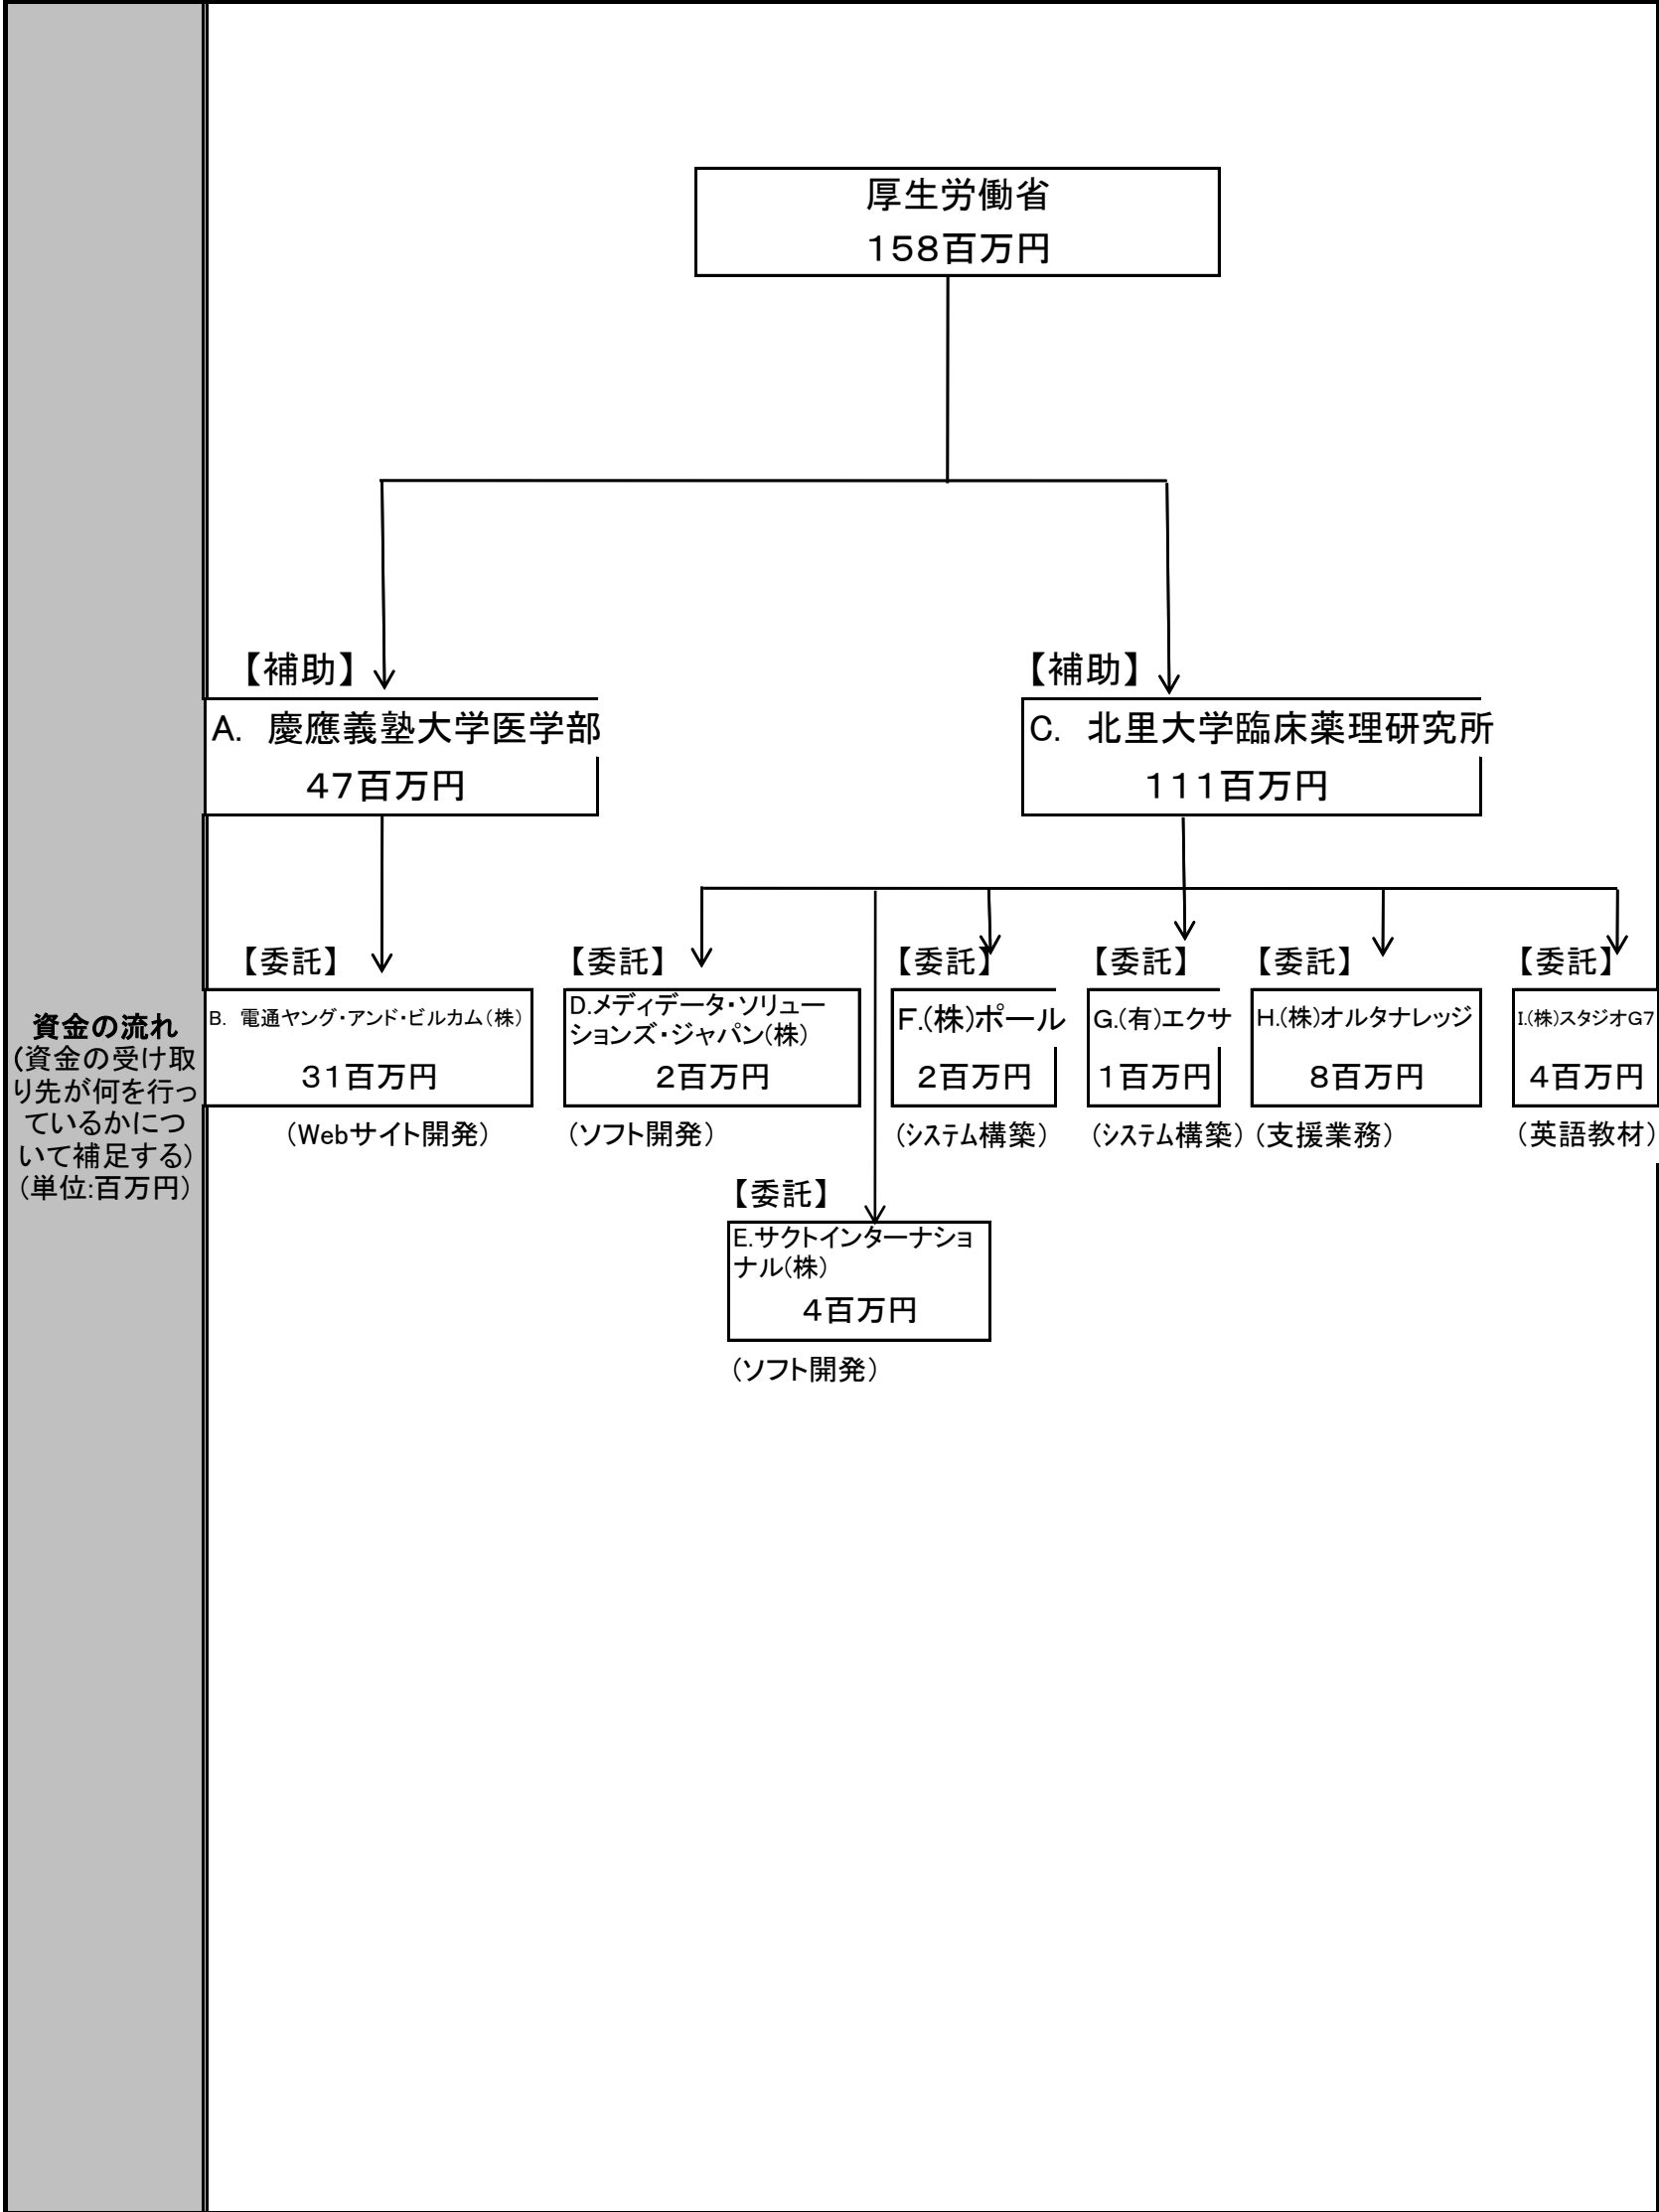 厚生労働省
158百万円
【補助】
【補助】
A. 慶應義塾大学医学部
47百万円
C. 北里大学臨床薬理研究所
111百万円
【委託】
【委託】
【委託】
【委託】
【委託】
【委託】
B. 電通ヤング・アンド・ビルカム(株)
31百万円
(Webサイト開発)
D.メディデータ・ソリュー
ションズ・ジャパン(株)
2百万円
(ソフト開発)
F.(株)ポール
2百万円
(システム構築)
G.(有)エクサ
1百万円
(システム構築)
H.(株)オルタナレッジ
8百万円
(支援業務)
I.(株)スタジオG7
4百万円
(英語教材)
【委託】
E.サクトインターナショ
ナル(株)
4百万円
(ソフト開発)
資金の流れ
(資金の受け取
り先が何を行っ
ているかにつ
いて補足する)
(単位:百万円)